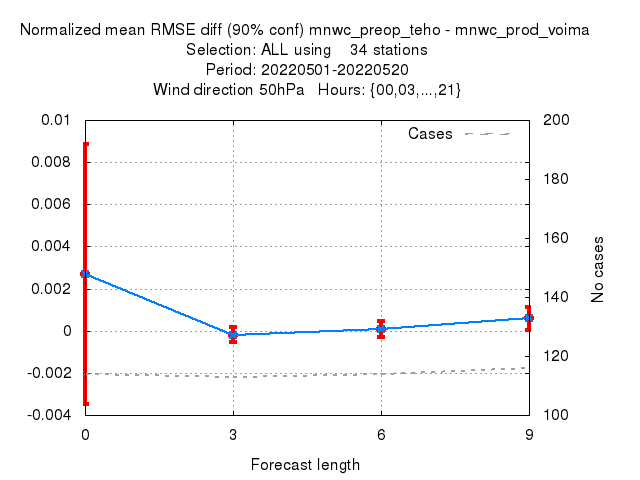 Normalized mean RMSE diff (90% conf) mnwc_preop_teho - mnwc_prod_voima
Selection: ALL using    34 stations
Period: 20220501-20220520
Wind direction 50hPa   Hours: {00,03,...,21}
0.01
0.008
0.006
0.004
0.002
0
-0.002
-0.004
Cases
200
180
160
140
120
100
No cases
0 3 6 9
Forecast length